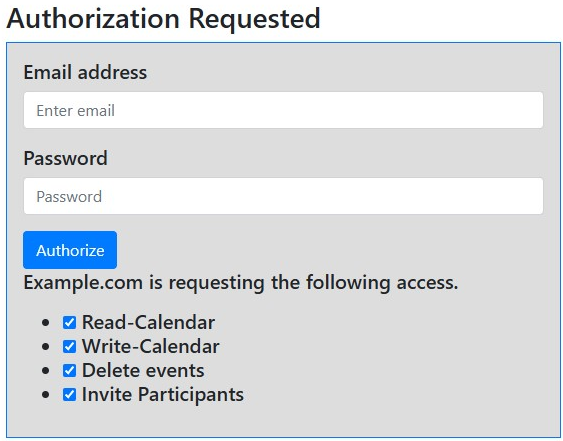 Authorization Requested
Email address
Enter email
Password
Password
Authorize
Example.com is requesting the following access.
Read-Calendar
Write-Calendar
Delete events
Invite Participants